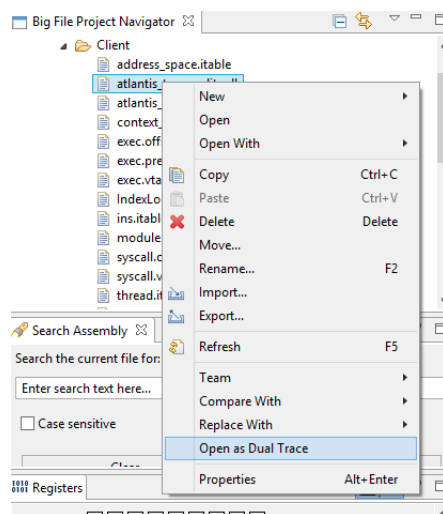 Big File Project Navigator
Client
address_space.itable
atlantis_
atlantis_
context_
exec.off
exec.pre
exec.vta
IndexLo
ins.itabl
module
syscall.
syscall.v
thread.it
New
Open
Open With
Copy Ctrl+C
Paste Ctrl+V
Delete Delete
Move...
Rename... F2
Import...
Export...
Refresh F5
Team
Compare With
Replace With
Open as Dual Trace
Properties Alt+Enter
Search Assembly
Search the current file for:
Enter search text here...
Case sensitive
Clear
1010
0101 Registers